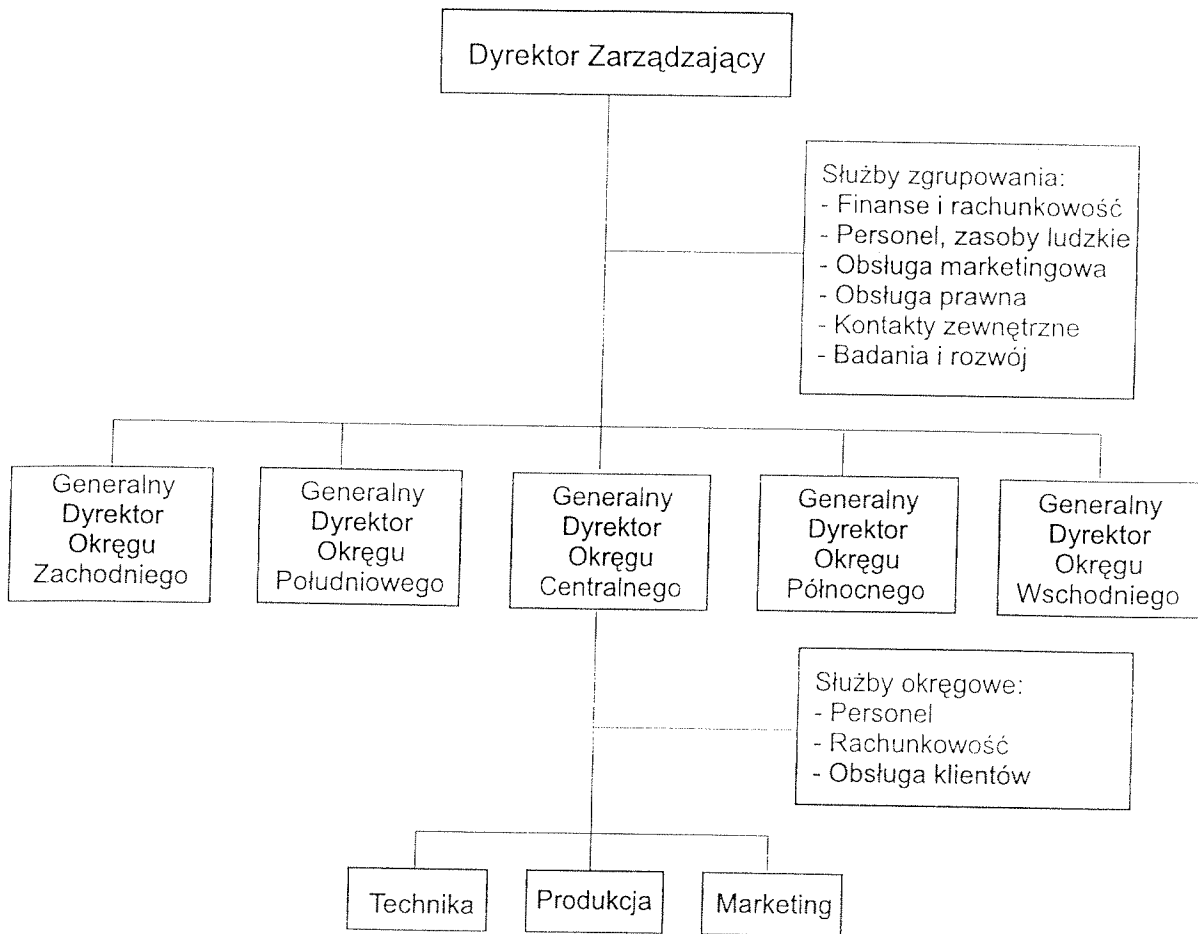 Dyrektor Zarządzający
Służby zgrupowania:
- Finanse i rachunkowość
- Personel, zasoby ludzkie
- Obsługa marketingowa
- Obsługa prawna
- Kontakty zewnętrzne
- Badania i rozwój
Generalny
Dyrektor
Okręgu
Zachodniego
Generalny
Dyrektor
Okręgu
Południowego
Generalny
Dyrektor
Okręgu
Centralnego
Generalny
Dyrektor
Okręgu
Północnego
Generalny
Dyrektor
Okręgu
Wschodniego
Służby okręgowe:
- Personel
- Rachunkowość
- Obsługa klientów
Technika
Produkcja
Marketing